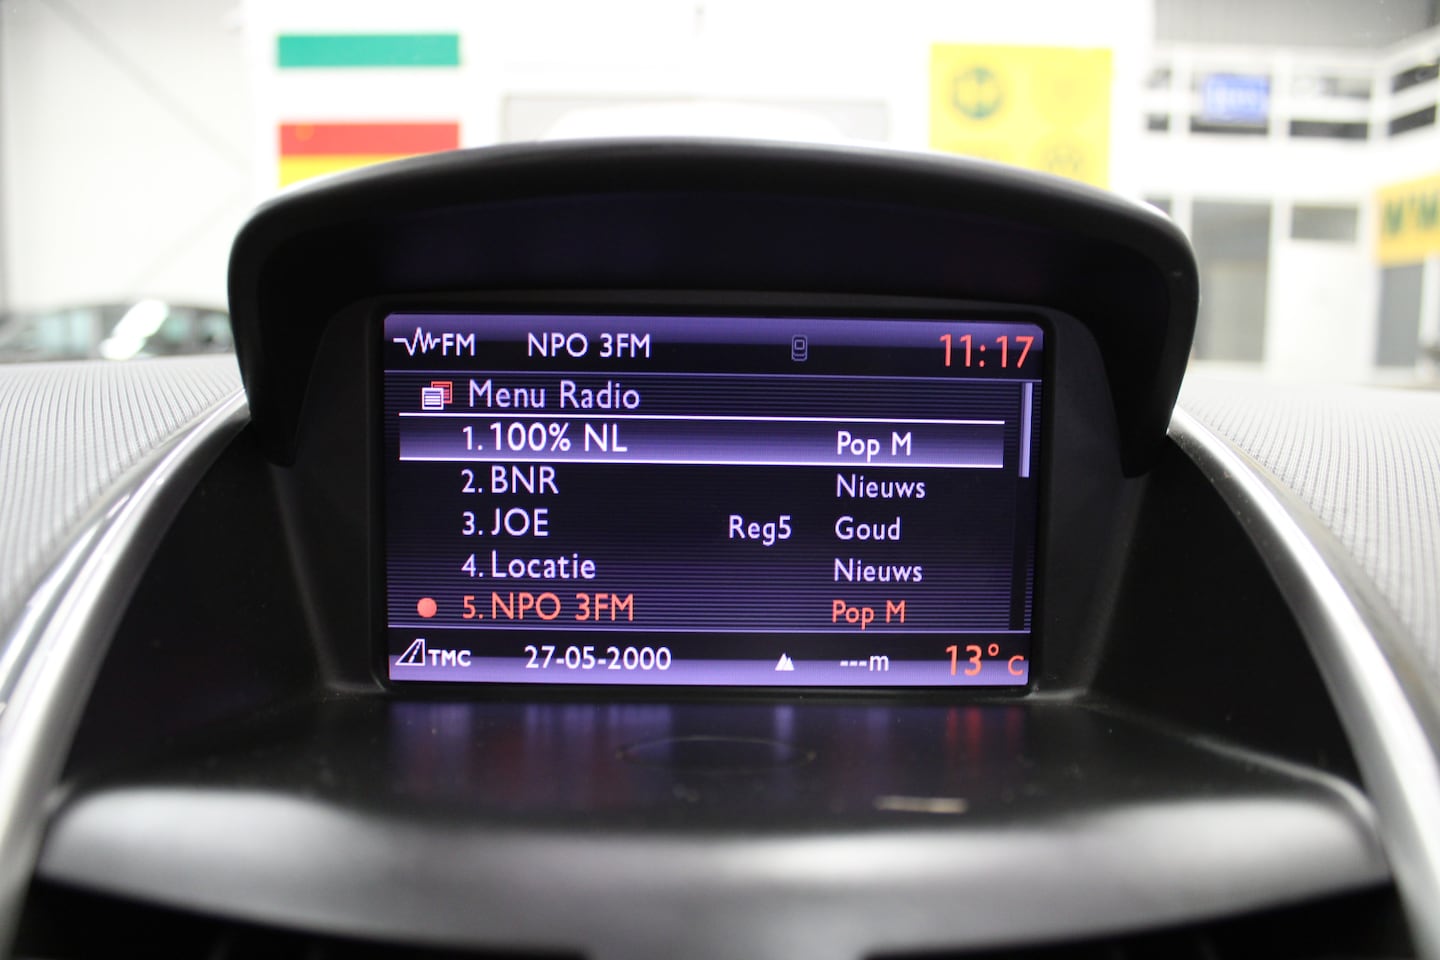 FM NPO 3FM 11:17
Menu Radio
1. 100% NL Pop M
2. BNR Nieuws
3. JOE Reg5 Goud
4. Locatie Nieuws
5. NPO 3FM Pop M
TMC 27-05-2000 ---m 13° C